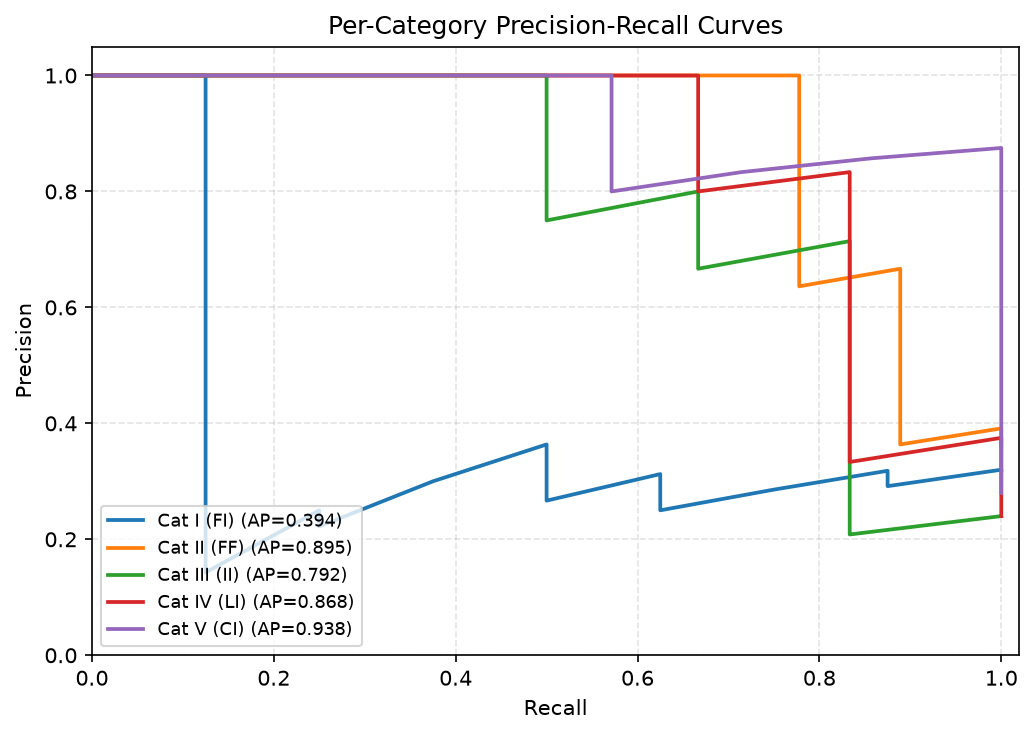 Per-Category Precision-Recall Curves
Precision
1.0
0.8
0.6
0.4
0.2
0.0
Cat I (FI) (AP=0.394)
Cat II (FF) (AP=0.895)
Cat III (II) (AP=0.792)
Cat IV (LI) (AP=0.868)
Cat V (CI) (AP=0.938)
0.0 0.2 0.4 0.6 0.8 1.0
Recall